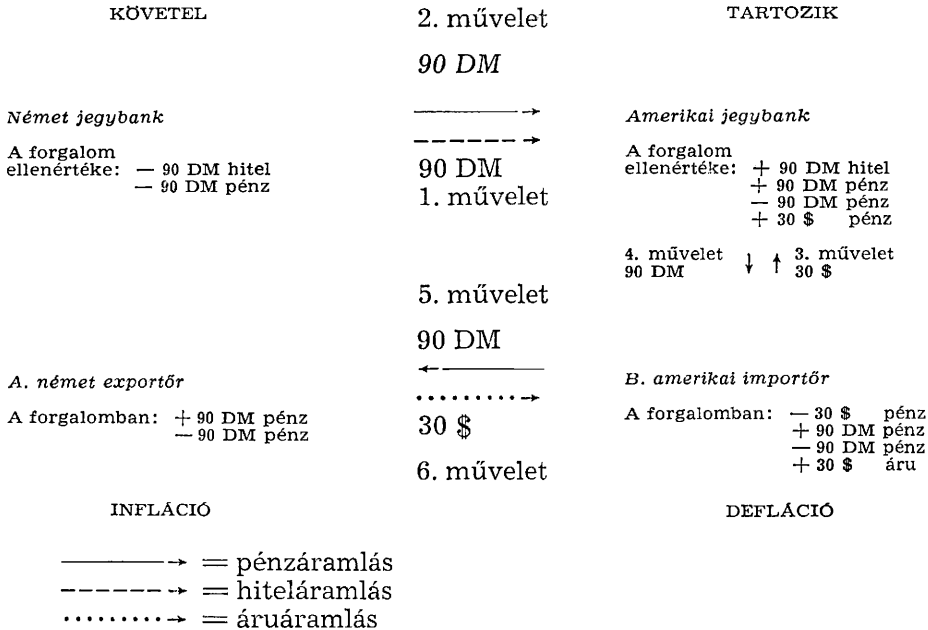 KÖVETEL
2. művelet
TARTOZIK
90 DM
Német jegybank
A forgalom
ellenértéke: — 90 DM hitel
— 90 DM pénz
90 DM
1. művelet
Amerikai jegybank
A forgalom
ellenértéke: + 90 DM hitel
+ 90 DM pénz
— 90 DM pénz
+ 30 $ pénz
4. művelet ↓ ↑ 3. művelet
90 DM 30 $
5. művelet
90 DM
A. német exportőr
A forgalomban: + 90 DM pénz
— 90 DM pénz
30 $
6. művelet
B. amerikai importőr
A forgalomban: — 30 $ pénz
+ 90 DM pénz
— 90 DM pénz
+ 30 $ áru
INFLÁCIÓ
DEFLÁCIÓ
= pénzáramlás
= hiteláramlás
= áruáramlás